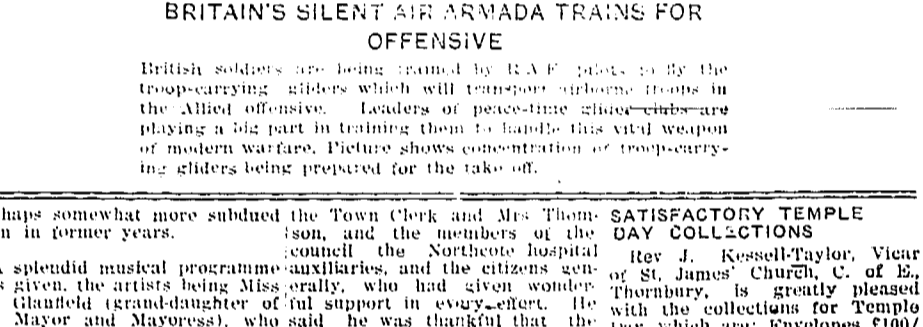 BRITAIN'S SILENT AIR ARMADA TRAINS FOR
OFFENSIVE
British soldiers are being trained by R.A.F. pilots to fly the
troop-carrying gliders which will transport airborne troops in
the Allied offensive. Leaders of peace-time glider clubs are
playing a big part in training them to handle this vital weapon
of modern warfare. Picture shows concentration of troop-carry-
ing gliders being prepared for the take off.
haps somewhat more subdued
n in former years.
splendid musical programme
s given, the artists being Miss
Glanfield (grand-daughter of
Mayor and Mayoress), who
the Town Clerk and Mrs Thom-
son, and the members of the
council the Northcote hospital
auxiliaries, and the citizens gen-
erally, who had given wonder-
ful support in every effort. He
said he was thankful that the
SATISFACTORY TEMPLE
DAY COLLECTIONS
Rev J. Kessell-Taylor, Vicar
of St. James' Church, C. of E.
Thornbury, is greatly pleased
with the collections for Temple
which are: Envelopes